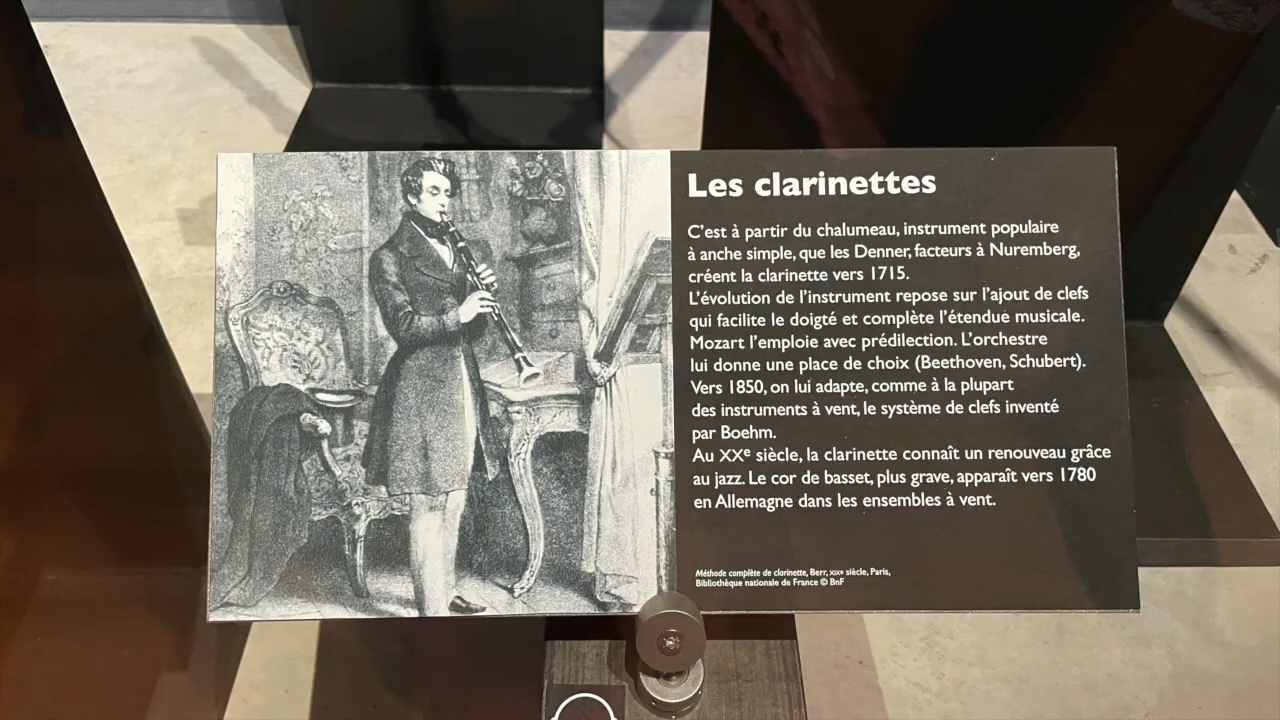 Les clarinettes
C'est à partir du chalumeau, instrument populaire
à anche simple, que les Denner, facteurs à Nuremberg,
créent la clarinette vers 1715.
L'évolution de l'instrument repose sur l'ajout de clefs
qui facilite le doigté et complète l'étendue musicale.
Mozart l'emploie avec prédilection. L'orchestre
lui donne une place de choix (Beethoven, Schubert).
Vers 1850, on lui adapte, comme à la plupart
des instruments à vent, le système de clefs inventé
par Boehm.
Au XXe siècle, la clarinette connaît un renouveau grâce
au jazz. Le cor de basset, plus grave, apparaît vers 1780
en Allemagne dans les ensembles à vent.
Méthode complète de clarinette, Berr, XIXe siècle, Paris,
Bibliothèque nationale de France © BnF